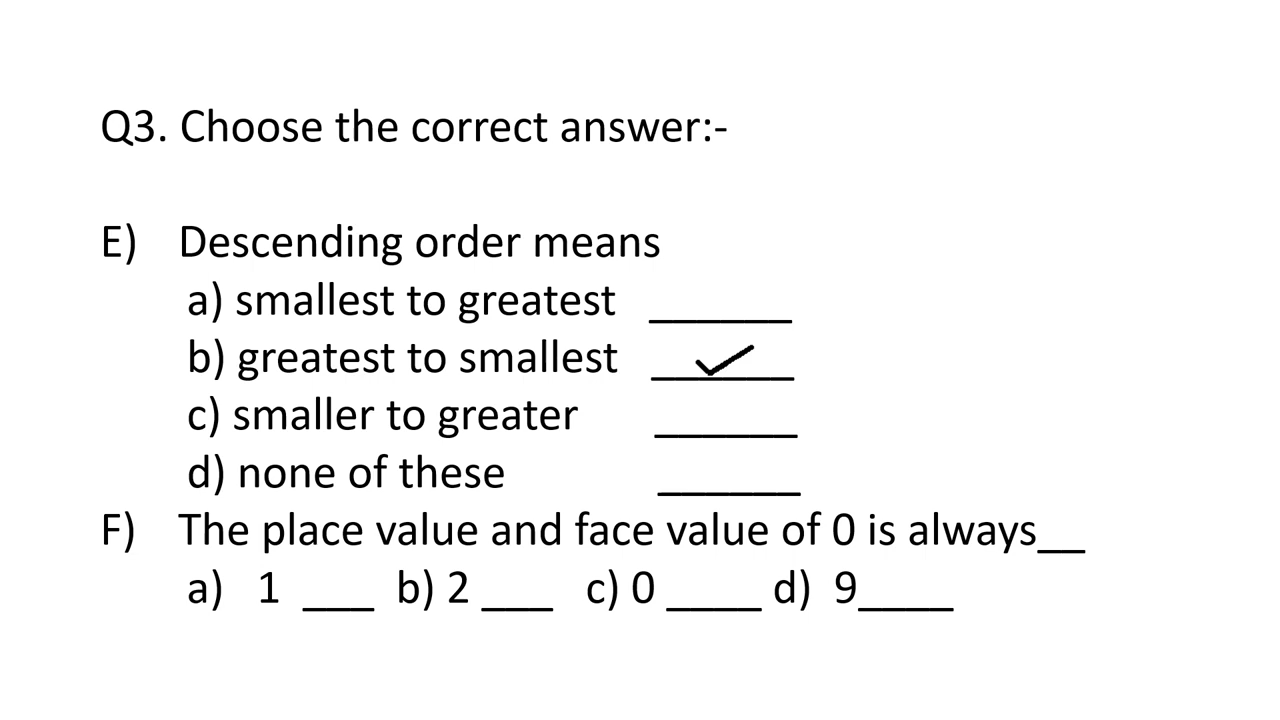 Q3. Choose the correct answer:-
E) Descending order means
a) smallest to greatest ______
b) greatest to smallest ___✓___
c) smaller to greater ______
d) none of these ______
F) The place value and face value of 0 is always__
a) 1 ___ b) 2 ___ c) 0 ____ d) 9____